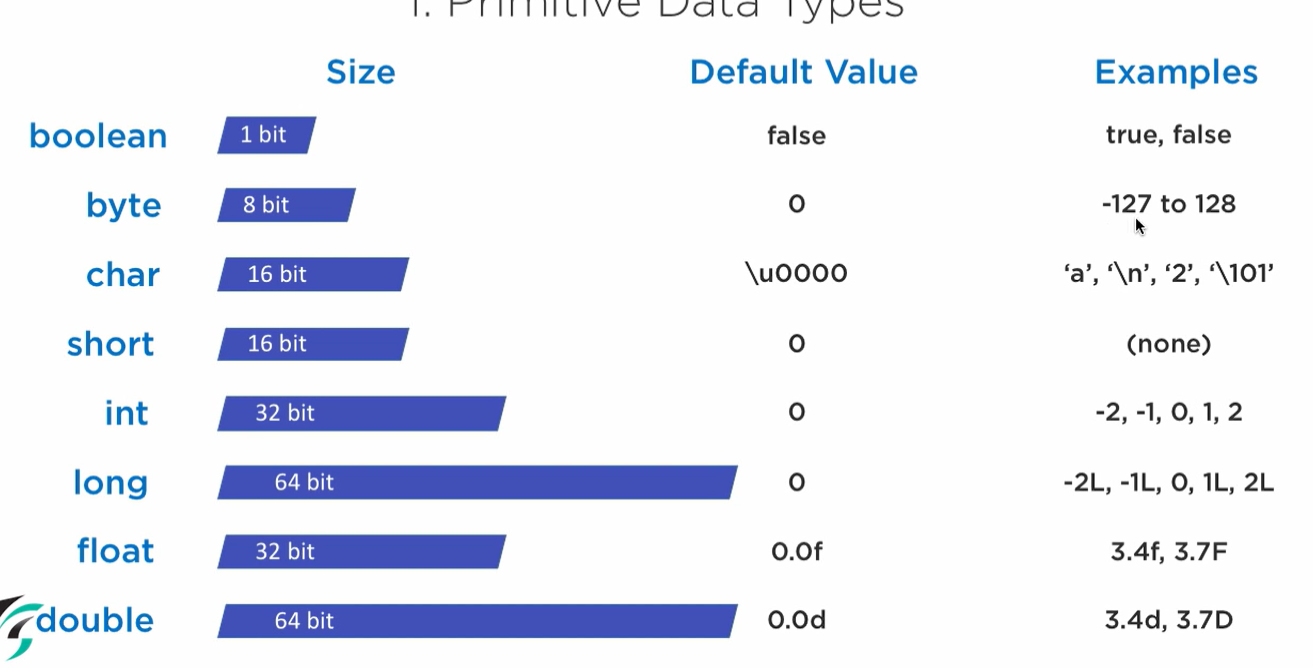 1. Primitive Data Types
Size Default Value Examples
boolean 1 bit false true, false
byte 8 bit 0 -127 to 128
char 16 bit \u0000 ‘a’, ‘\n’, ‘2’, ‘\101’
short 16 bit 0 (none)
int 32 bit 0 -2, -1, 0, 1, 2
long 64 bit 0 -2L, -1L, 0, 1L, 2L
float 32 bit 0.0f 3.4f, 3.7F
double 64 bit 0.0d 3.4d, 3.7D